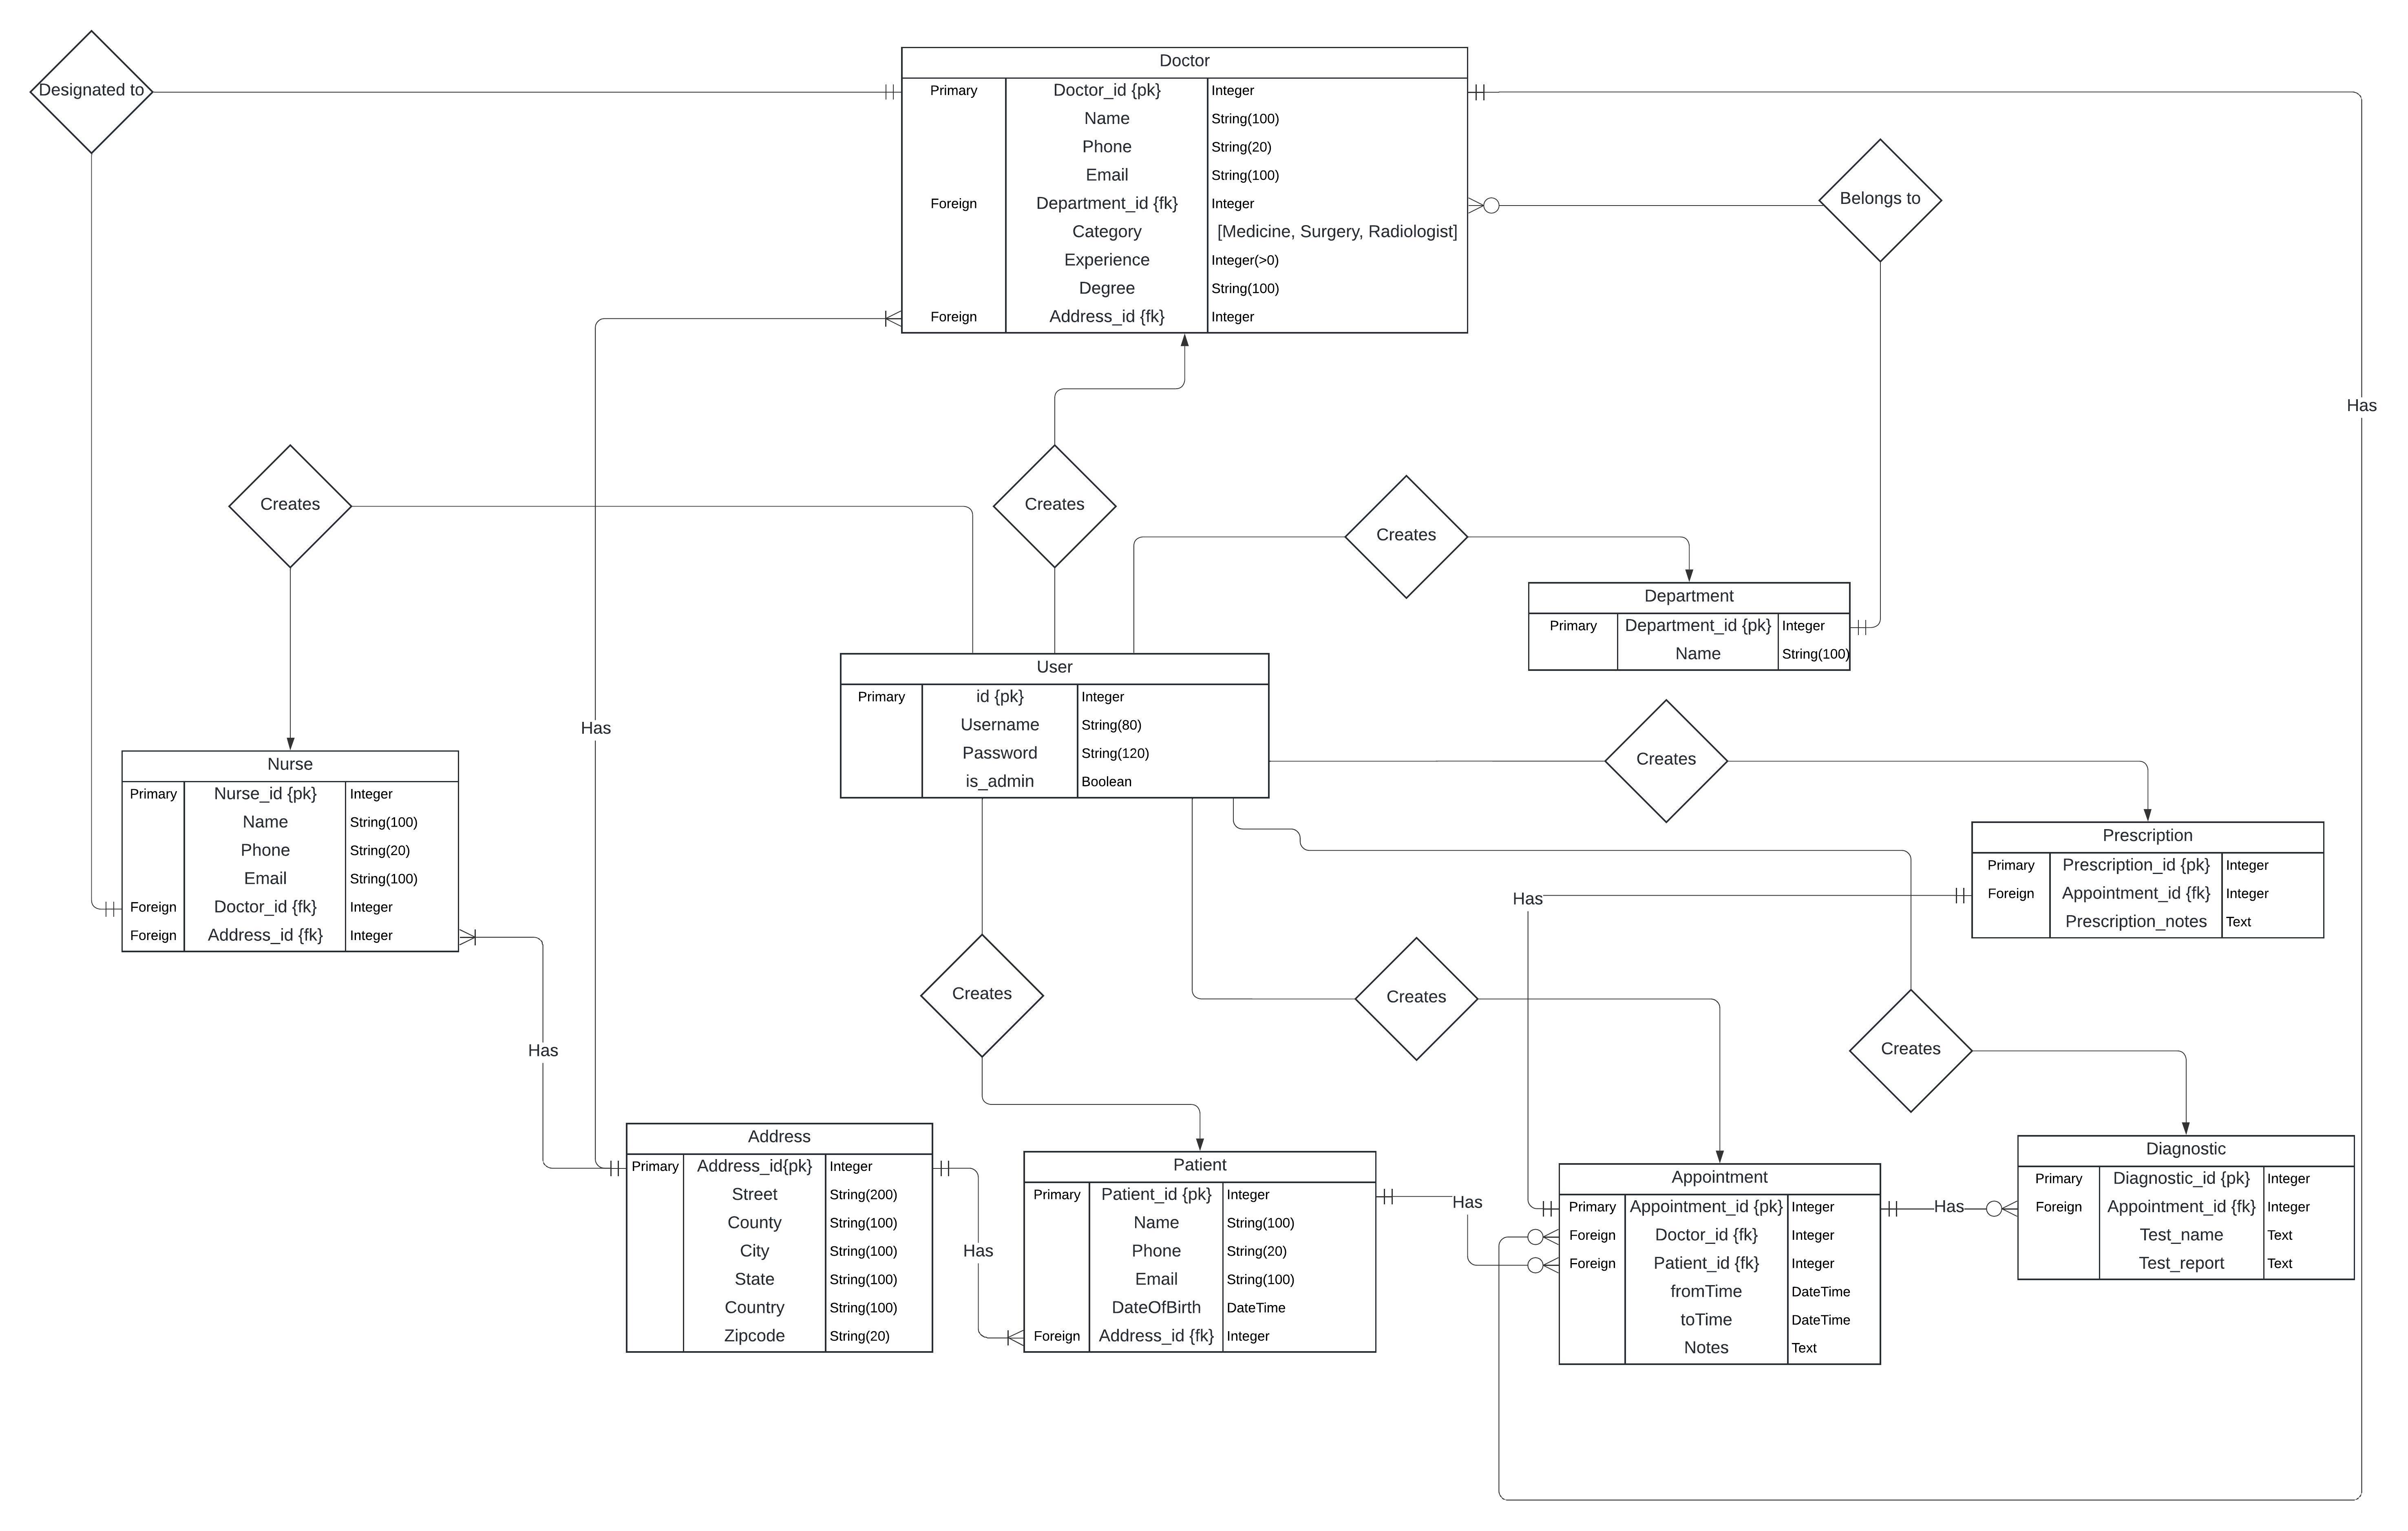 Designated to
Doctor
Primary Doctor_id {pk} Integer
Name String(100)
Phone String(20)
Email String(100)
Foreign Department_id {fk} Integer
Category [Medicine, Surgery, Radiologist]
Experience Integer(>0)
Degree String(100)
Foreign Address_id {fk} Integer
Belongs to
Has
Creates
Creates
Creates
Department
Primary Department_id {pk} Integer
Name String(100)
User
Primary id {pk} Integer
Username String(80)
Password String(120)
is_admin Boolean
Has
Creates
Nurse
Primary Nurse_id {pk} Integer
Name String(100)
Phone String(20)
Email String(100)
Foreign Doctor_id {fk} Integer
Foreign Address_id {fk} Integer
Prescription
Primary Prescription_id {pk} Integer
Foreign Appointment_id {fk} Integer
Prescription_notes Text
Has
Creates
Creates
Has
Creates
Address
Primary Address_id{pk} Integer
Street String(200)
County String(100)
City String(100)
State String(100)
Country String(100)
Zipcode String(20)
Has
Patient
Primary Patient_id {pk} Integer
Name String(100)
Phone String(20)
Email String(100)
DateOfBirth DateTime
Foreign Address_id {fk} Integer
Has
Appointment
Primary Appointment_id {pk} Integer
Foreign Doctor_id {fk} Integer
Foreign Patient_id {fk} Integer
fromTime DateTime
toTime DateTime
Notes Text
Has
Diagnostic
Primary Diagnostic_id {pk} Integer
Foreign Appointment_id {fk} Integer
Test_name Text
Test_report Text